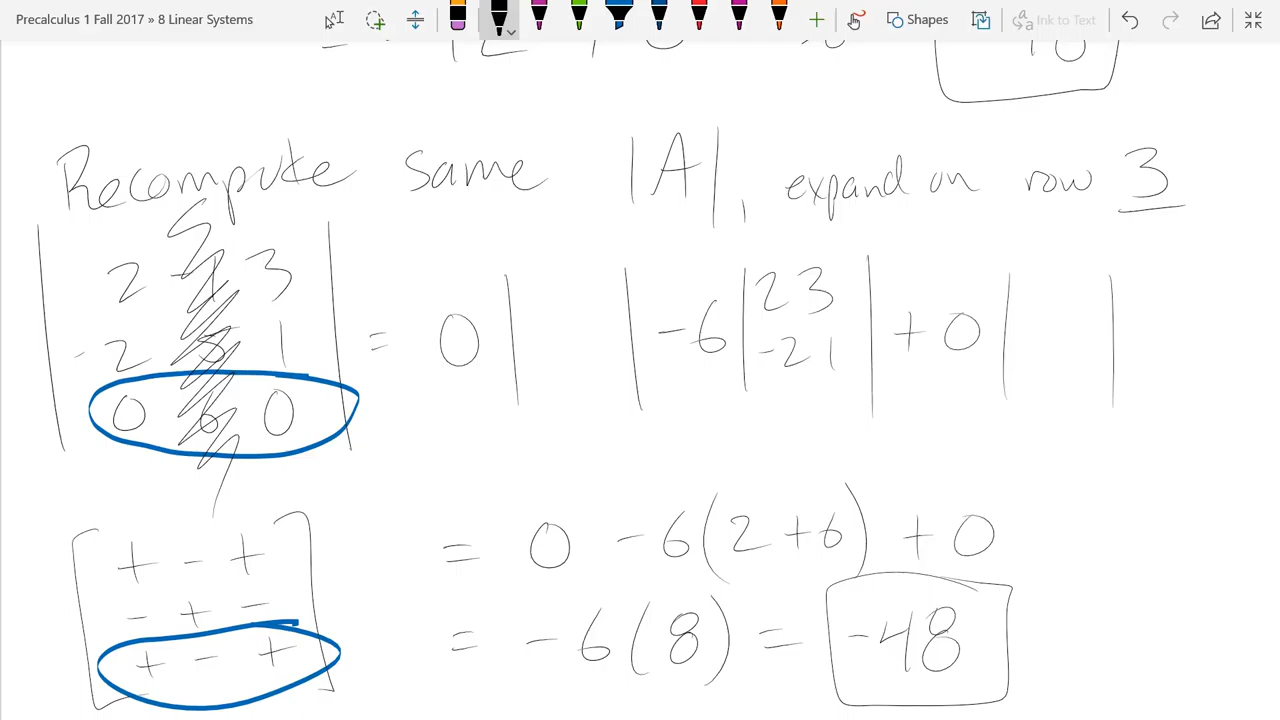 Precalculus 1 Fall 2017 » 8 Linear Systems
Shapes
Ink to Text
Recompute same |A|, expand on row 3
| 2 3 |
| -2 1 | = 0 | | -6 | 2 3 | + 0 | |
| -2 1 |
0 6 0
+ - +
- + -
+ - +
= 0 -6(2+6) + 0
= -6(8) = -48